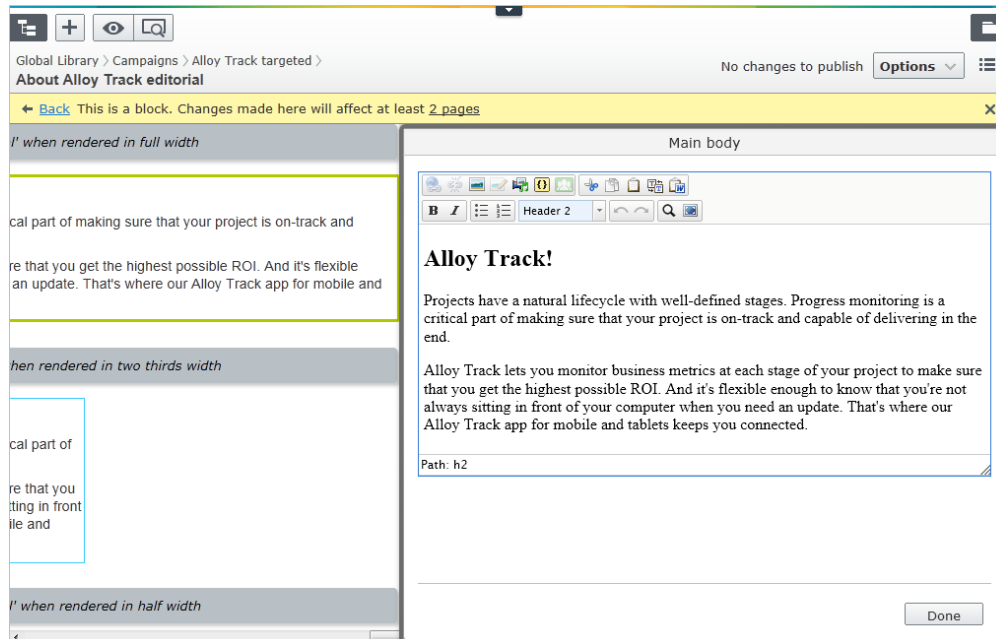 Global Library > Campaigns > Alloy Track targeted >
About Alloy Track editorial
No changes to publish
Options
Back This is a block. Changes made here will affect at least 2 pages
l' when rendered in full width
cal part of making sure that your project is on-track and
re that you get the highest possible ROI. And it's flexible
an update. That's where our Alloy Track app for mobile and
hen rendered in two thirds width
cal part of
re that you
tting in front
ile and
l' when rendered in half width
Main body
B I Header 2
Alloy Track!
Projects have a natural lifecycle with well-defined stages. Progress monitoring is a
critical part of making sure that your project is on-track and capable of delivering in the
end.
Alloy Track lets you monitor business metrics at each stage of your project to make sure
that you get the highest possible ROI. And it's flexible enough to know that you're not
always sitting in front of your computer when you need an update. That's where our
Alloy Track app for mobile and tablets keeps you connected.
Path: h2
Done